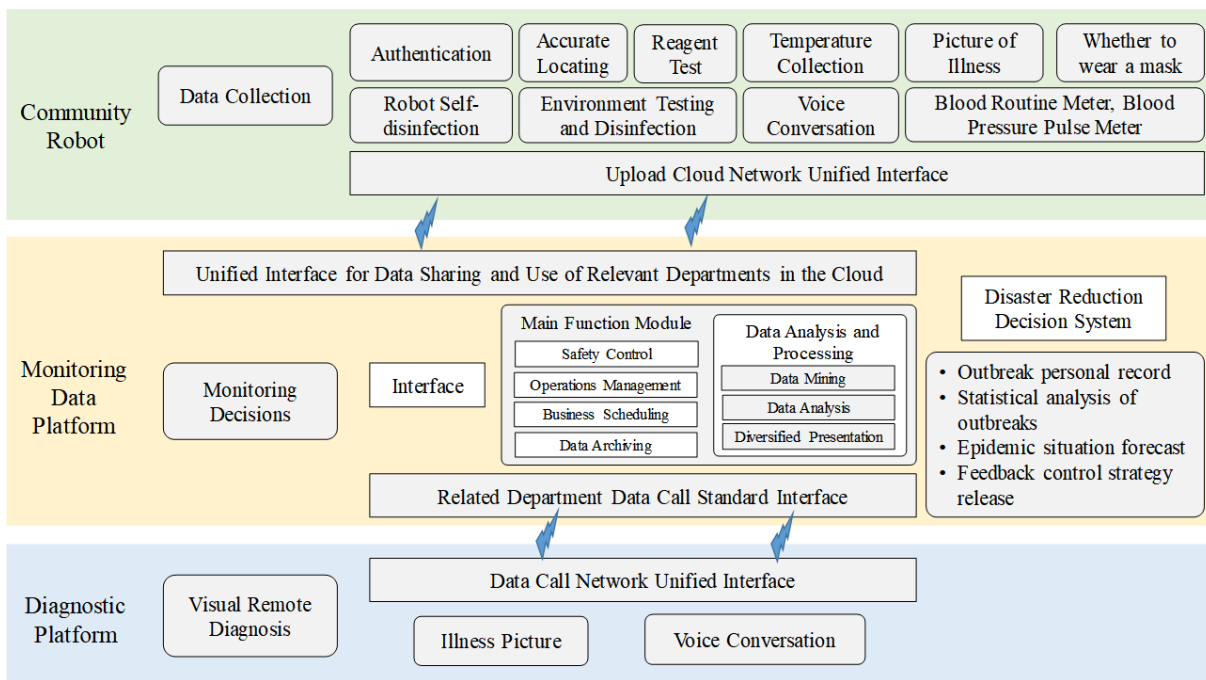 Community
Robot
Data Collection
Authentication
Accurate
Locating
Reagent
Test
Temperature
Collection
Picture of
Illness
Whether to
wear a mask
Robot Self-
disinfection
Environment Testing
and Disinfection
Voice
Conversation
Blood Routine Meter, Blood
Pressure Pulse Meter
Upload Cloud Network Unified Interface
Monitoring
Data
Platform
Unified Interface for Data Sharing and Use of Relevant Departments in the Cloud
Monitoring
Decisions
Interface
Main Function Module
Safety Control
Operations Management
Business Scheduling
Data Archiving
Data Analysis and
Processing
Data Mining
Data Analysis
Diversified Presentation
Related Department Data Call Standard Interface
Disaster Reduction
Decision System
• Outbreak personal record
• Statistical analysis of
outbreaks
• Epidemic situation forecast
• Feedback control strategy
release
Diagnostic
Platform
Visual Remote
Diagnosis
Data Call Network Unified Interface
Illness Picture
Voice Conversation